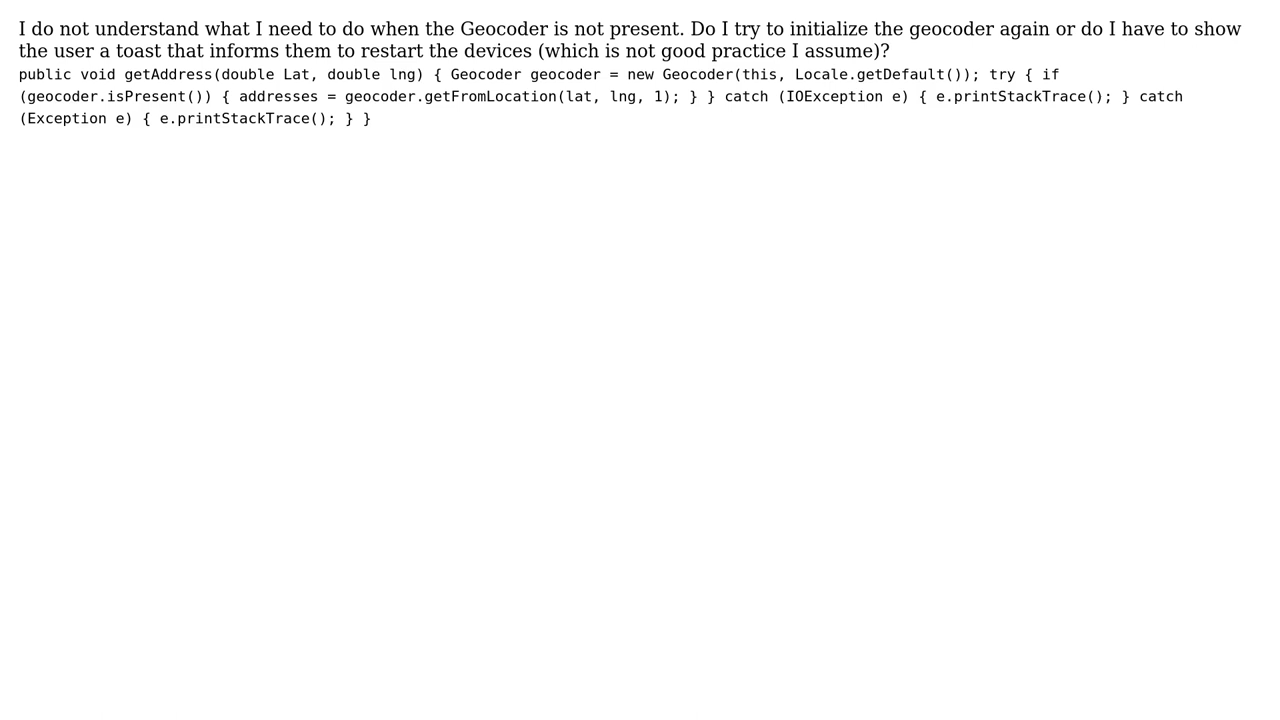 I do not understand what I need to do when the Geocoder is not present. Do I try to initialize the geocoder again or do I have to show
the user a toast that informs them to restart the devices (which is not good practice I assume)?
public void getAddress(double Lat, double lng) { Geocoder geocoder = new Geocoder(this, Locale.getDefault()); try { if
(geocoder.isPresent()) { addresses = geocoder.getFromLocation(lat, lng, 1); } } catch (IOException e) { e.printStackTrace(); } catch
(Exception e) { e.printStackTrace(); } }